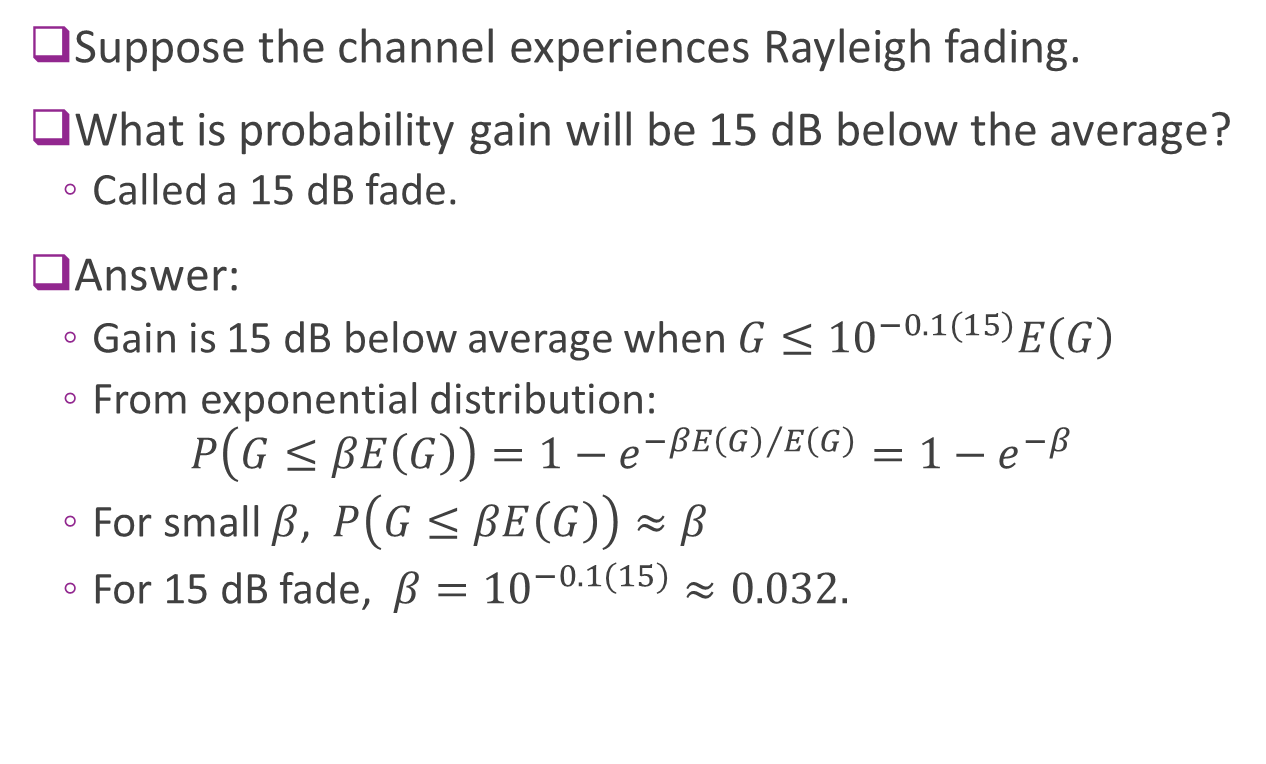 ❑Suppose the channel experiences Rayleigh fading.
❑What is probability gain will be 15 dB below the average?
◦ Called a 15 dB fade.
❑Answer:
◦ Gain is 15 dB below average when 𝐺 ≤ 10^{−0.1(15)}𝐸(𝐺)
◦ From exponential distribution:
𝑃(𝐺 ≤ 𝛽𝐸(𝐺)) = 1 − 𝑒^{−𝛽𝐸(𝐺)/𝐸(𝐺)} = 1 − 𝑒^{−𝛽}
◦ For small 𝛽, 𝑃(𝐺 ≤ 𝛽𝐸(𝐺)) ≈ 𝛽
◦ For 15 dB fade, 𝛽 = 10^{−0.1(15)} ≈ 0.032.